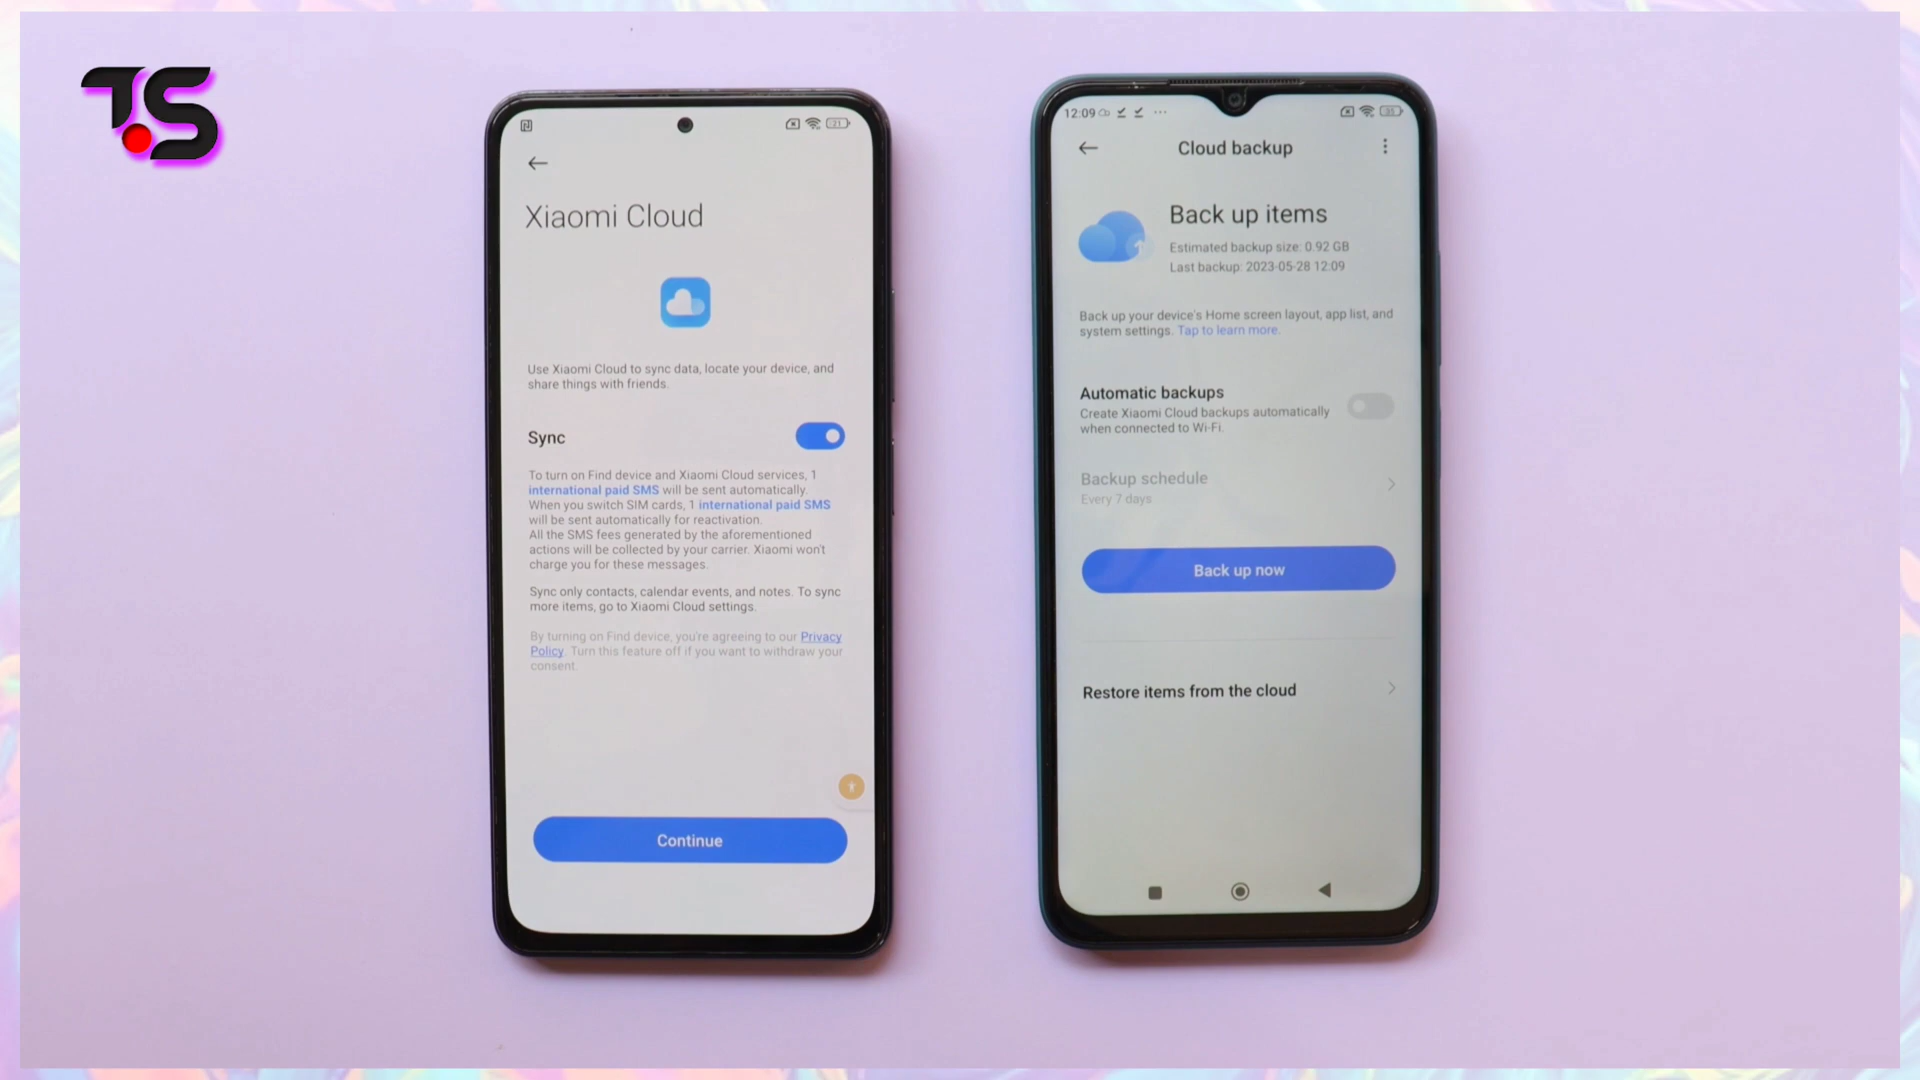 TS
21
Xiaomi Cloud
Use Xiaomi Cloud to sync data, locate your device, and
share things with friends.
Sync
To turn on Find device and Xiaomi Cloud services, 1
international paid SMS will be sent automatically.
When you switch SIM cards, 1 international paid SMS
will be sent automatically for reactivation.
All the SMS fees generated by the aforementioned
actions will be collected by your carrier. Xiaomi won't
charge you for these messages.
Sync only contacts, calendar events, and notes. To sync
more items, go to Xiaomi Cloud settings.
By turning on Find device, you're agreeing to our Privacy
Policy. Turn this feature off if you want to withdraw your
consent.
Continue
12:09
Cloud backup
Back up items
Estimated backup size: 0.92 GB
Last backup: 2023-05-28 12:09
Back up your device's Home screen layout, app list, and
system settings. Tap to learn more.
Automatic backups
Create Xiaomi Cloud backups automatically
when connected to Wi-Fi.
Backup schedule
Every 7 days
Back up now
Restore items from the cloud